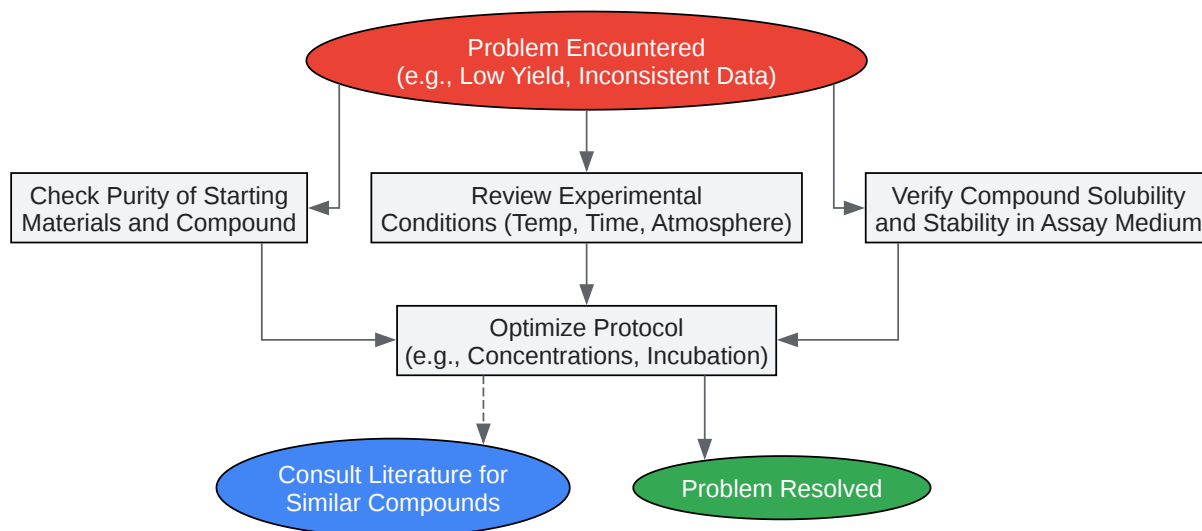 Problem Encountered
(e.g., Low Yield, Inconsistent Data)
Check Purity of Starting
Materials and Compound
Review Experimental
Conditions (Temp, Time, Atmosphere)
Verify Compound Solubility
and Stability in Assay Medium
Optimize Protocol
(e.g., Concentrations, Incubation)
Consult Literature for
Similar Compounds
Problem Resolved